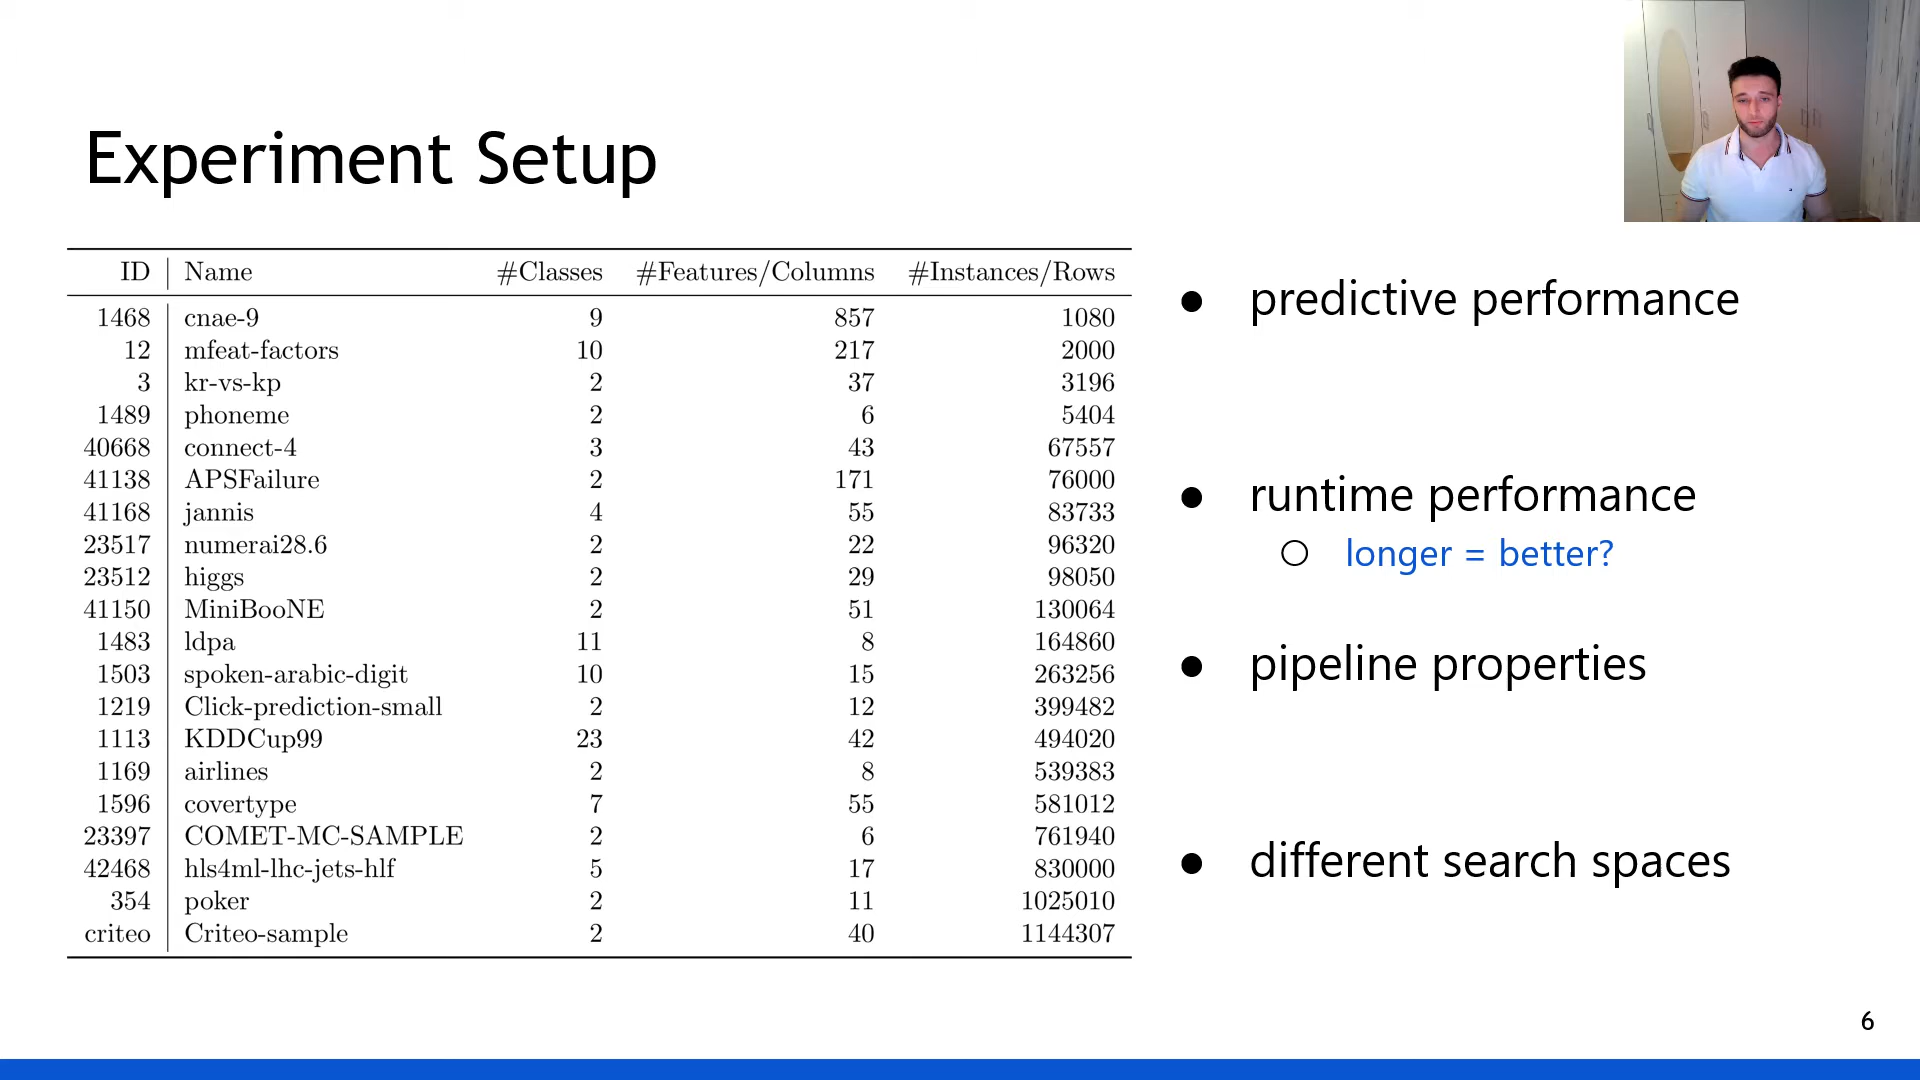 Experiment Setup
ID Name #Classes #Features/Columns #Instances/Rows
1468 cnae-9 9 857 1080
12 mfeat-factors 10 217 2000
3 kr-vs-kp 2 37 3196
1489 phoneme 2 6 5404
40668 connect-4 3 43 67557
41138 APSFailure 2 171 76000
41168 jannis 4 55 83733
23517 numerai28.6 2 22 96320
23512 higgs 2 29 98050
41150 MiniBooNE 2 51 130064
1483 ldpa 11 8 164860
1503 spoken-arabic-digit 10 15 263256
1219 Click-prediction-small 2 12 399482
1113 KDDCup99 23 42 494020
1169 airlines 2 8 539383
1596 covertype 7 55 581012
23397 COMET-MC-SAMPLE 2 6 761940
42468 hls4ml-lhc-jets-hlf 5 17 830000
354 poker 2 11 1025010
criteo Criteo-sample 2 40 1144307
● predictive performance
● runtime performance
○ longer = better?
● pipeline properties
● different search spaces
6